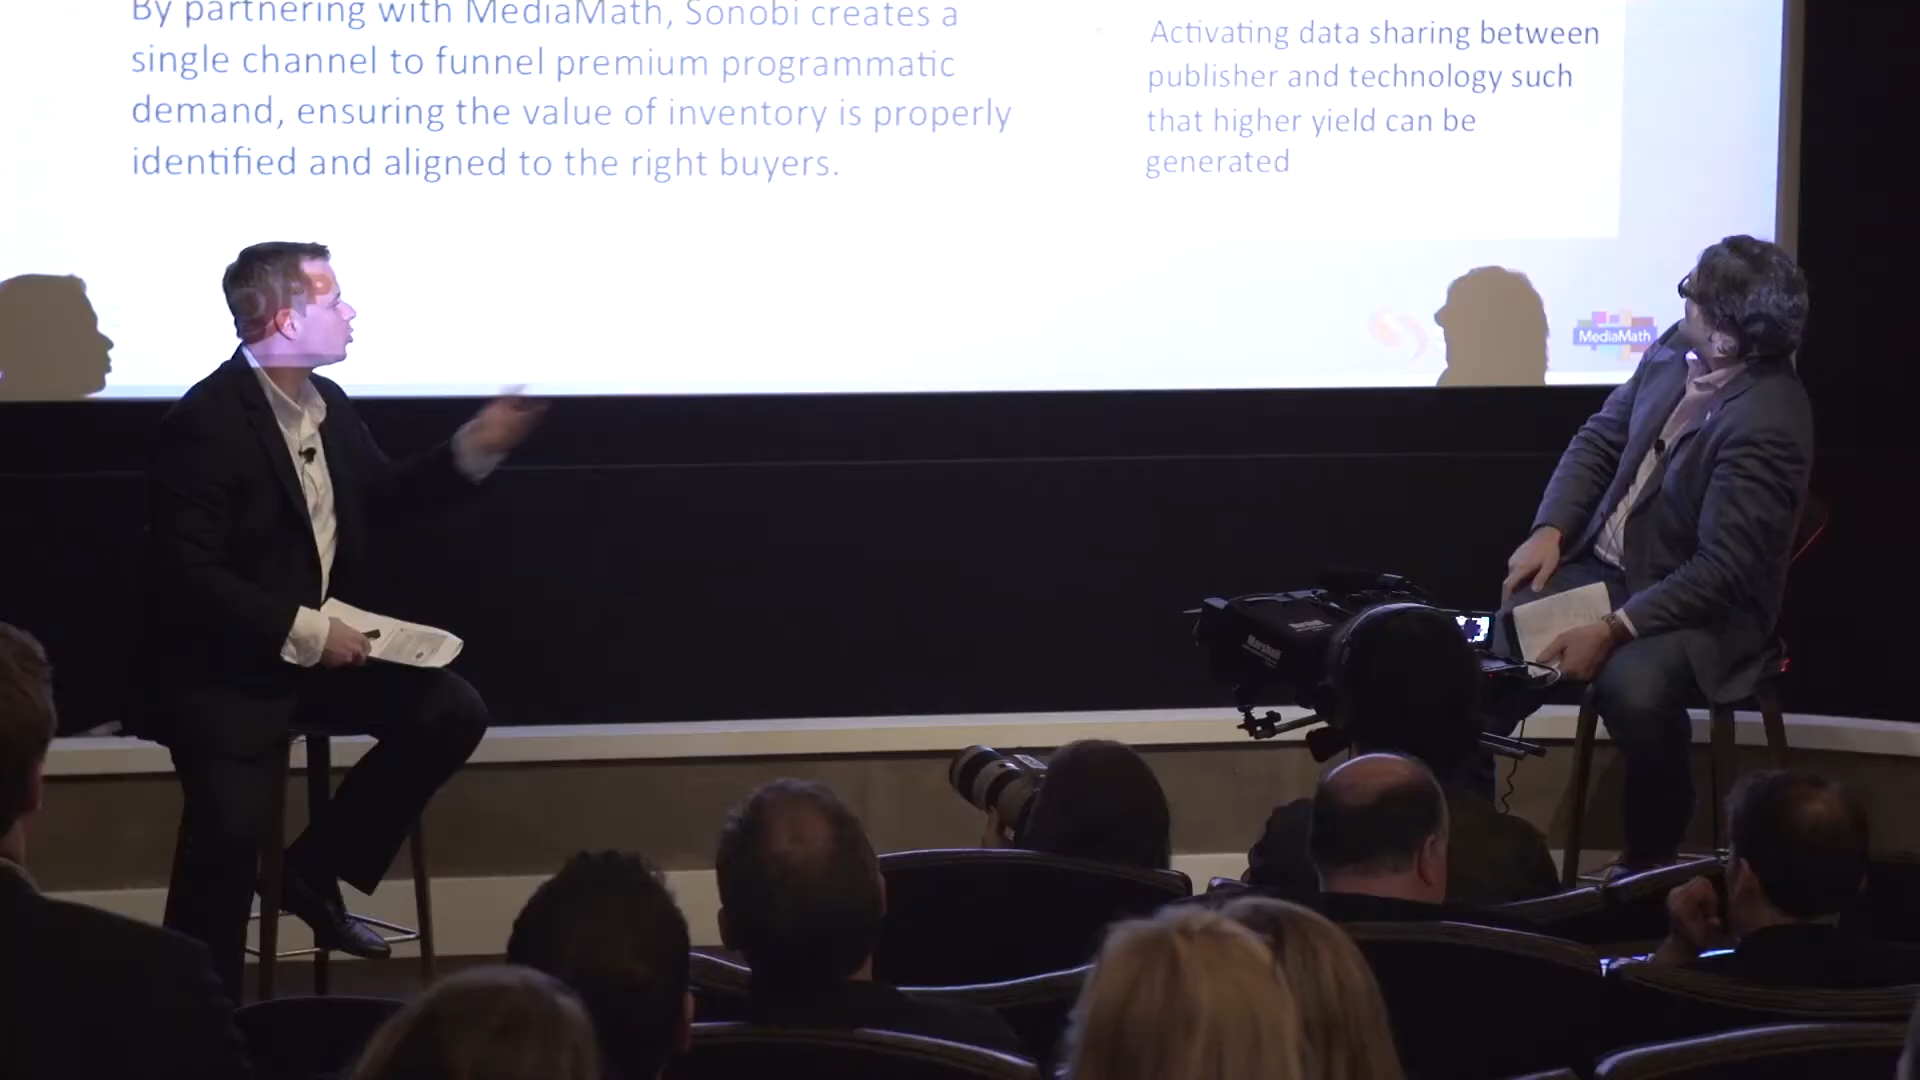 By partnering with MediaMath, Sonobi creates a
single channel to funnel premium programmatic
demand, ensuring the value of inventory is properly
identified and aligned to the right buyers.
Activating data sharing between
publisher and technology such
that higher yield can be
generated
MediaMath
Marshall